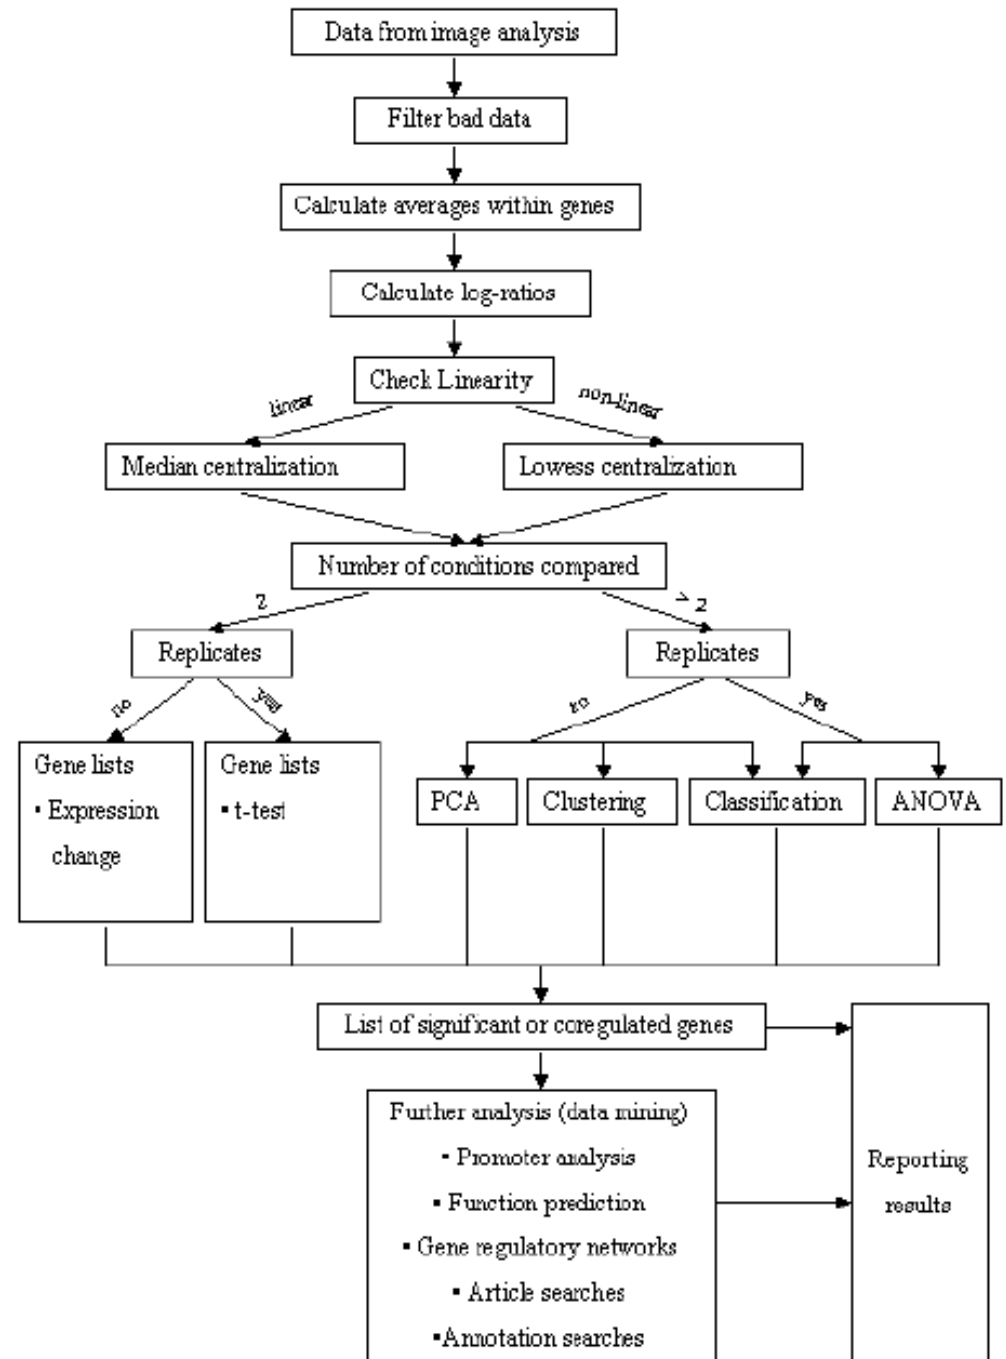 Data from image analysis
Filter bad data
Calculate averages within genes
Calculate log-ratios
Check Linearity
linear
non-linear
Median centralization
Lowess centralization
Number of conditions compared
2
> 2
Replicates
Replicates
no
yes
no
yes
Gene lists
▪ Expression
change
Gene lists
▪ t-test
PCA
Clustering
Classification
ANOVA
List of significant or coregulated genes
Further analysis (data mining)
▪ Promoter analysis
▪ Function prediction
▪ Gene regulatory networks
▪ Article searches
▪Annotation searches
Reporting
results